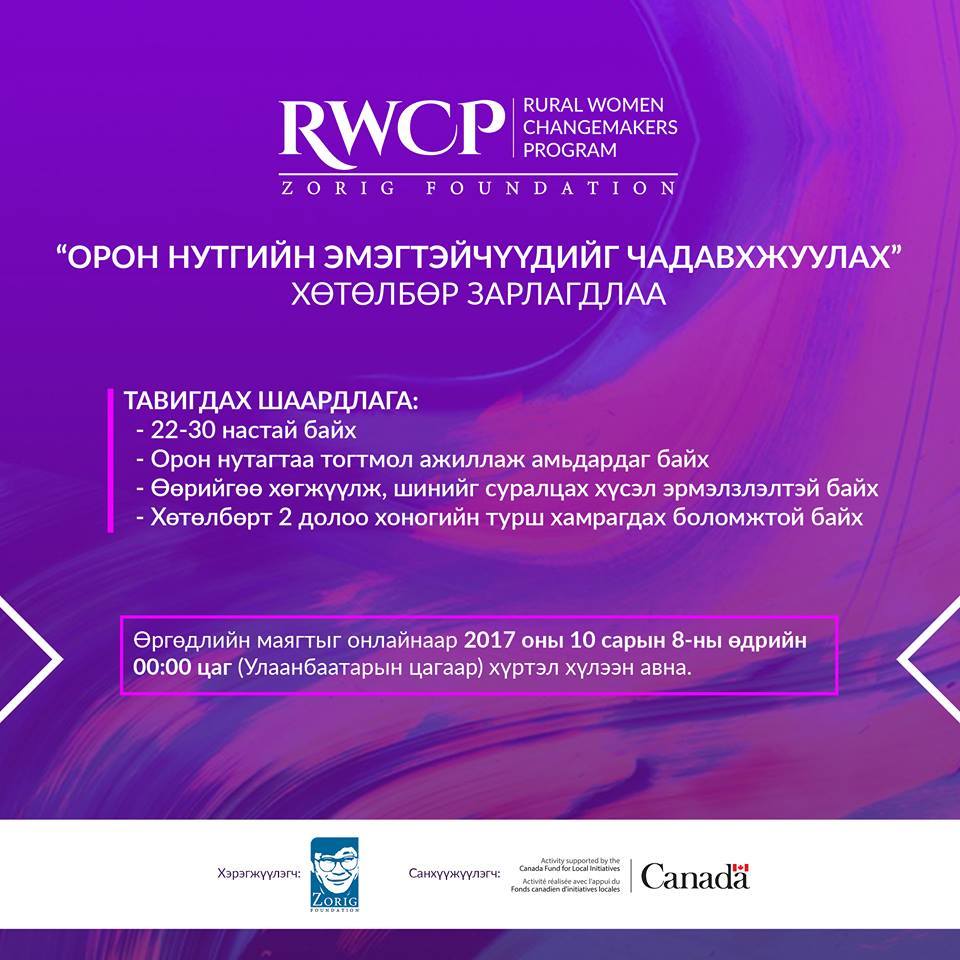 RWCP
RURAL WOMEN
CHANGEMAKERS
PROGRAM
ZORIG FOUNDATION
“ОРОН НУТГИЙН ЭМЭГТЭЙЧҮҮДИЙГ ЧАДАВХЖУУЛАХ”
ХӨТӨЛБӨР ЗАРЛАГДЛАА
ТАВИГДАХ ШААРДЛАГА:
- 22-30 настай байх
- Орон нутагтаа тогтмол ажиллаж амьдардаг байх
- Өөрийгөө хөгжүүлж, шинийг суралцах хүсэл эрмэлзлэлтэй байх
- Хөтөлбөрт 2 долоо хоногийн турш хамрагдах боломжтой байх
Өргөдлийн маягтыг онлайнаар 2017 оны 10 сарын 8-ны өдрийн
00:00 цаг (Улаанбаатарын цагаар) хүртэл хүлээн авна.
Хэрэгжүүлэгч:
ZORIG
FOUNDATION
Санхүүжүүлэгч:
Activity supported by the
Canada Fund for Local Initiatives
Activité réalisée avec l'appui du
Fonds canadien d'initiatives locales
Canada